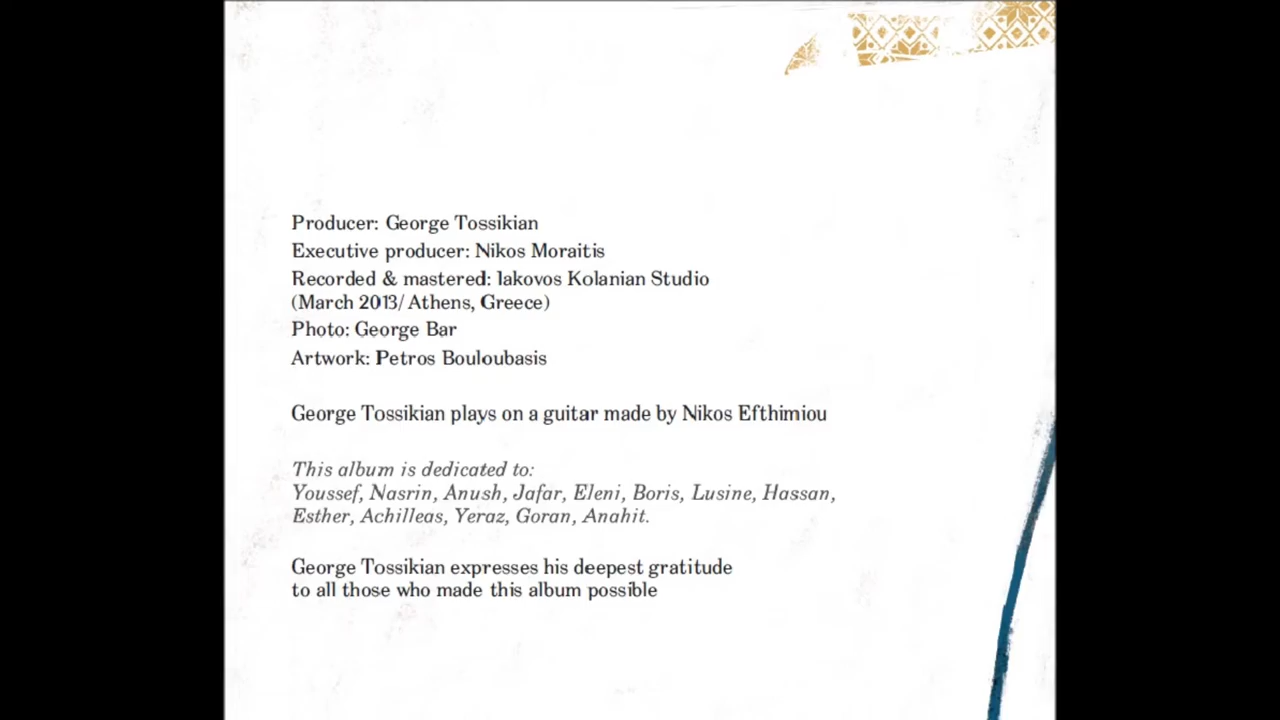 Producer: George Tossikian
Executive producer: Nikos Moraitis
Recorded & mastered: Iakovos Kolanian Studio
(March 2013/ Athens, Greece)
Photo: George Bar
Artwork: Petros Bouloubasis
George Tossikian plays on a guitar made by Nikos Efthimiou
This album is dedicated to:
Youssef, Nasrin, Anush, Jafar, Eleni, Boris, Lusine, Hassan,
Esther, Achilleas, Yeraz, Goran, Anahit.
George Tossikian expresses his deepest gratitude
to all those who made this album possible